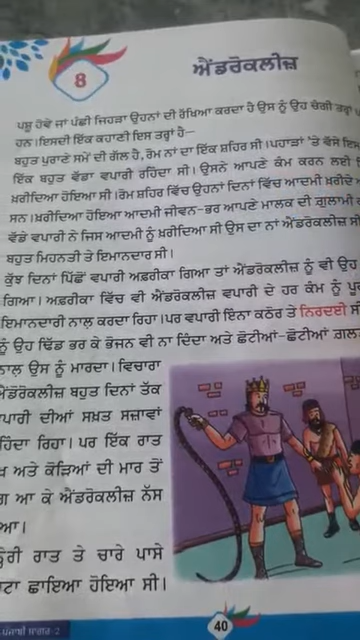 8
ਐਂਡਰੋਕਲੀਜ਼
ਪਸ਼ੂ ਹੋਵੇ ਜਾਂ ਪੰਛੀ ਜਿਹੜਾ ਉਹਨਾਂ ਦੀ ਰੱਖਿਆ ਕਰਦਾ ਹੈ ਉਸ ਨੂੰ ਉਹ ਚੰਗੀ ਤਰ੍ਹਾਂ
ਹਨ। ਇਸਦੀ ਇੱਕ ਕਹਾਣੀ ਇਸ ਤਰ੍ਹਾਂ ਹੈ—
ਬਹੁਤ ਪੁਰਾਣੇ ਸਮੇਂ ਦੀ ਗੱਲ ਹੈ, ਰੋਮ ਨਾਂ ਦਾ ਇੱਕ ਸ਼ਹਿਰ ਸੀ। ਪਹਾੜਾਂ 'ਤੇ ਵੱਸੇ ਇਸ
ਇੱਕ ਬਹੁਤ ਵੱਡਾ ਵਪਾਰੀ ਰਹਿੰਦਾ ਸੀ। ਉਸਨੇ ਆਪਣੇ ਕੰਮ ਕਰਨ ਲਈ
ਖ਼ਰੀਦਿਆ ਹੋਇਆ ਸੀ। ਰੋਮ ਸ਼ਹਿਰ ਵਿੱਚ ਉਹਨਾਂ ਦਿਨਾਂ ਵਿੱਚ ਆਦਮੀ ਖ਼ਰੀਦੇ
ਸਨ। ਖ਼ਰੀਦਿਆ ਹੋਇਆ ਆਦਮੀ ਜੀਵਨ-ਭਰ ਆਪਣੇ ਮਾਲਕ ਦੀ ਗੁਲਾਮੀ
ਵੱਡੇ ਵਪਾਰੀ ਨੇ ਜਿਸ ਆਦਮੀ ਨੂੰ ਖ਼ਰੀਦਿਆ ਸੀ ਉਸ ਦਾ ਨਾਂ ਐਂਡਰੋਕਲੀਜ਼ ਸੀ
ਬਹੁਤ ਮਿਹਨਤੀ ਤੇ ਇਮਾਨਦਾਰ ਸੀ।
ਕੁੱਝ ਦਿਨਾਂ ਪਿੱਛੋਂ ਵਪਾਰੀ ਅਫ਼ਰੀਕਾ ਗਿਆ ਤਾਂ ਐਂਡਰੋਕਲੀਜ਼ ਨੂੰ ਵੀ ਉਹ
ਗਿਆ। ਅਫ਼ਰੀਕਾ ਵਿੱਚ ਵੀ ਐਂਡਰੋਕਲੀਜ਼ ਵਪਾਰੀ ਦੇ ਹਰ ਕੰਮ ਨੂੰ
ਇਮਾਨਦਾਰੀ ਨਾਲ਼ ਕਰਦਾ ਰਿਹਾ। ਪਰ ਵਪਾਰੀ ਇੰਨਾ ਕਠੋਰ ਤੇ ਨਿਰਦਈ ਸੀ
ਨੂੰ ਉਹ ਢਿੱਡ ਭਰ ਕੇ ਭੋਜਨ ਵੀ ਨਾ ਦਿੰਦਾ ਅਤੇ ਛੋਟੀਆਂ-ਛੋਟੀਆਂ
ਨਾਲ਼ ਉਸ ਨੂੰ ਮਾਰਦਾ। ਵਿਚਾਰਾ
ਐਂਡੋਰੋਕਲੀਜ਼ ਬਹੁਤ ਦਿਨਾਂ ਤੱਕ
ਵਪਾਰੀ ਦੀਆਂ ਸਖ਼ਤ ਸਜ਼ਾਵਾਂ
ਰਹਿਾ। ਪਰ ਇੱਕ ਰਾਤ
ਅਤੇ ਕੋੜਿਆਂ ਦੀ ਮਾਰ ਤੋਂ
ਆ ਕੇ ਐਂਡਰੋਕਲੀਜ਼ ਨੱਸ
ਰਾਤ ਤੇ ਚਾਰੇ ਪਾਸੇ
ਛਾਇਆ ਹੋਇਆ ਸੀ।
ਪੰਜਾਬੀ ਸਾਗਰ-2
40